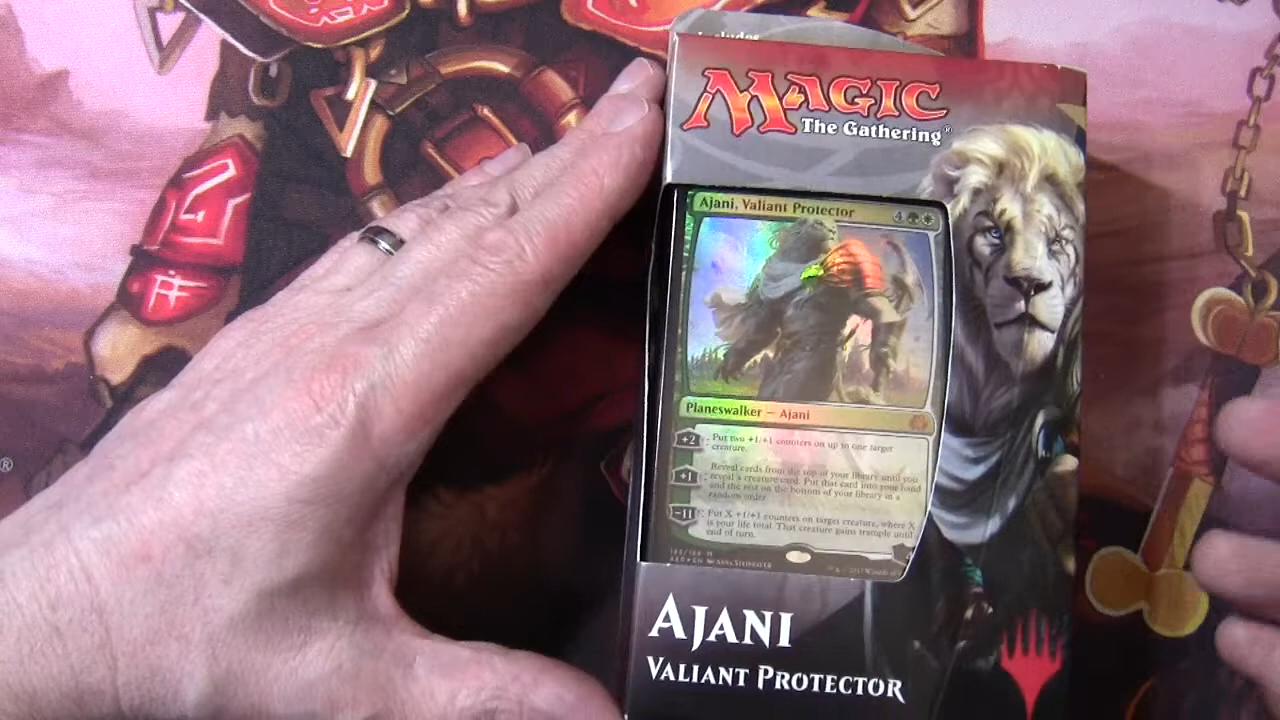 Includes
MAGIC
The Gathering®
Ajani, Valiant Protector 4
Planeswalker — Ajani
+2: Put two +1/+1 counters on up to one target
creature.
+1: Reveal cards from the top of your library until you
reveal a creature card. Put that card into your hand
and the rest on the bottom of your library in a
random order.
−11: Put X +1/+1 counters on target creature, where X
is your life total. That creature gains trample until
end of turn.
AJANI
VALIANT PROTECTOR
®